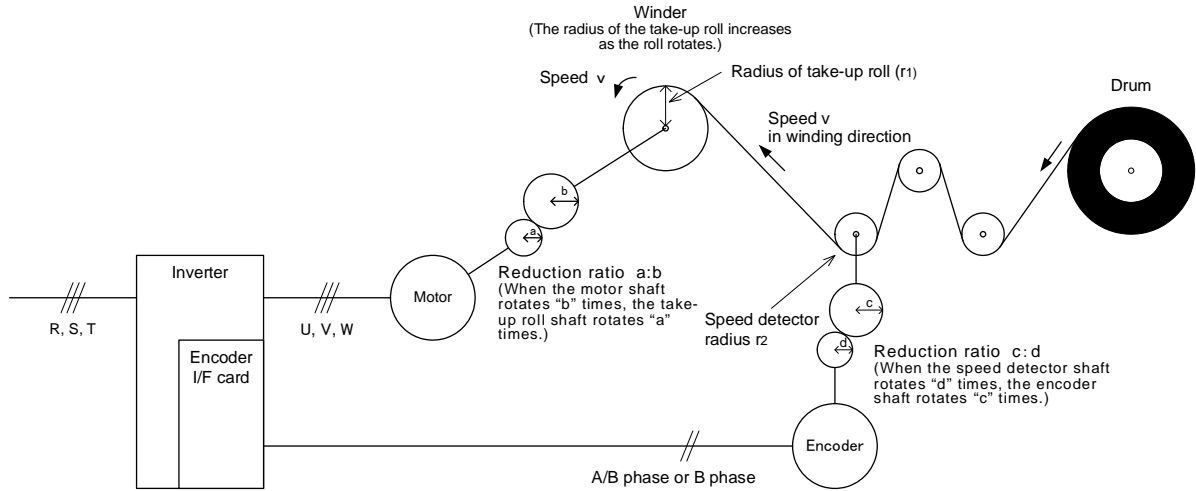 Winder
(The radius of the take-up roll increases
as the roll rotates.)
Speed v
Radius of take-up roll (r1)
Drum
Speed v
in winding direction
b
a
Inverter
Motor
Reduction ratio a:b
(When the motor shaft
rotates “b” times, the take-
up roll shaft rotates “a”
times.)
R, S, T
U, V, W
Encoder
I/F card
Speed detector
radius r2
c
d
Reduction ratio c:d
(When the speed detector shaft
rotates “d” times, the encoder
shaft rotates “c” times.)
Encoder
A/B phase or B phase